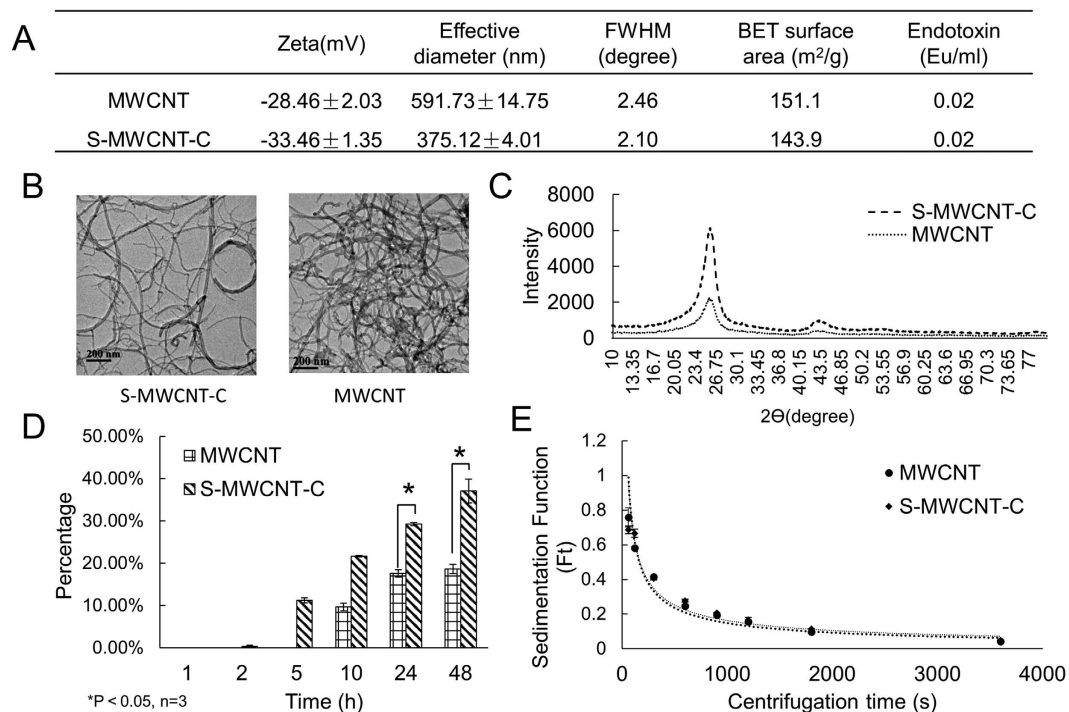 A
Zeta(mV) Effective diameter (nm) FWHM (degree) BET surface area (m²/g) Endotoxin (Eu/ml)
MWCNT -28.46±2.03 591.73±14.75 2.46 151.1 0.02
S-MWCNT-C -33.46±1.35 375.12±4.01 2.10 143.9 0.02
B
200 nm
200 nm
S-MWCNT-C MWCNT
C
8000
6000
4000
2000
0
Intensity
S-MWCNT-C
MWCNT
10 13.35 16.7 20.05 23.4 26.75 30.1 33.45 36.8 40.15 43.5 46.85 50.2 53.55 56.9 60.25 63.6 66.95 70.3 73.65 77
2Θ(degree)
D
50.00%
40.00%
30.00%
20.00%
10.00%
0.00%
Percentage
MWCNT
S-MWCNT-C
* *
1 2 5 10 24 48
*P < 0.05, n=3 Time (h)
E
1.2
1
0.8
0.6
0.4
0.2
0
Sedimentation Function
(Ft)
MWCNT
S-MWCNT-C
0 1000 2000 3000 4000
Centrifugation time (s)